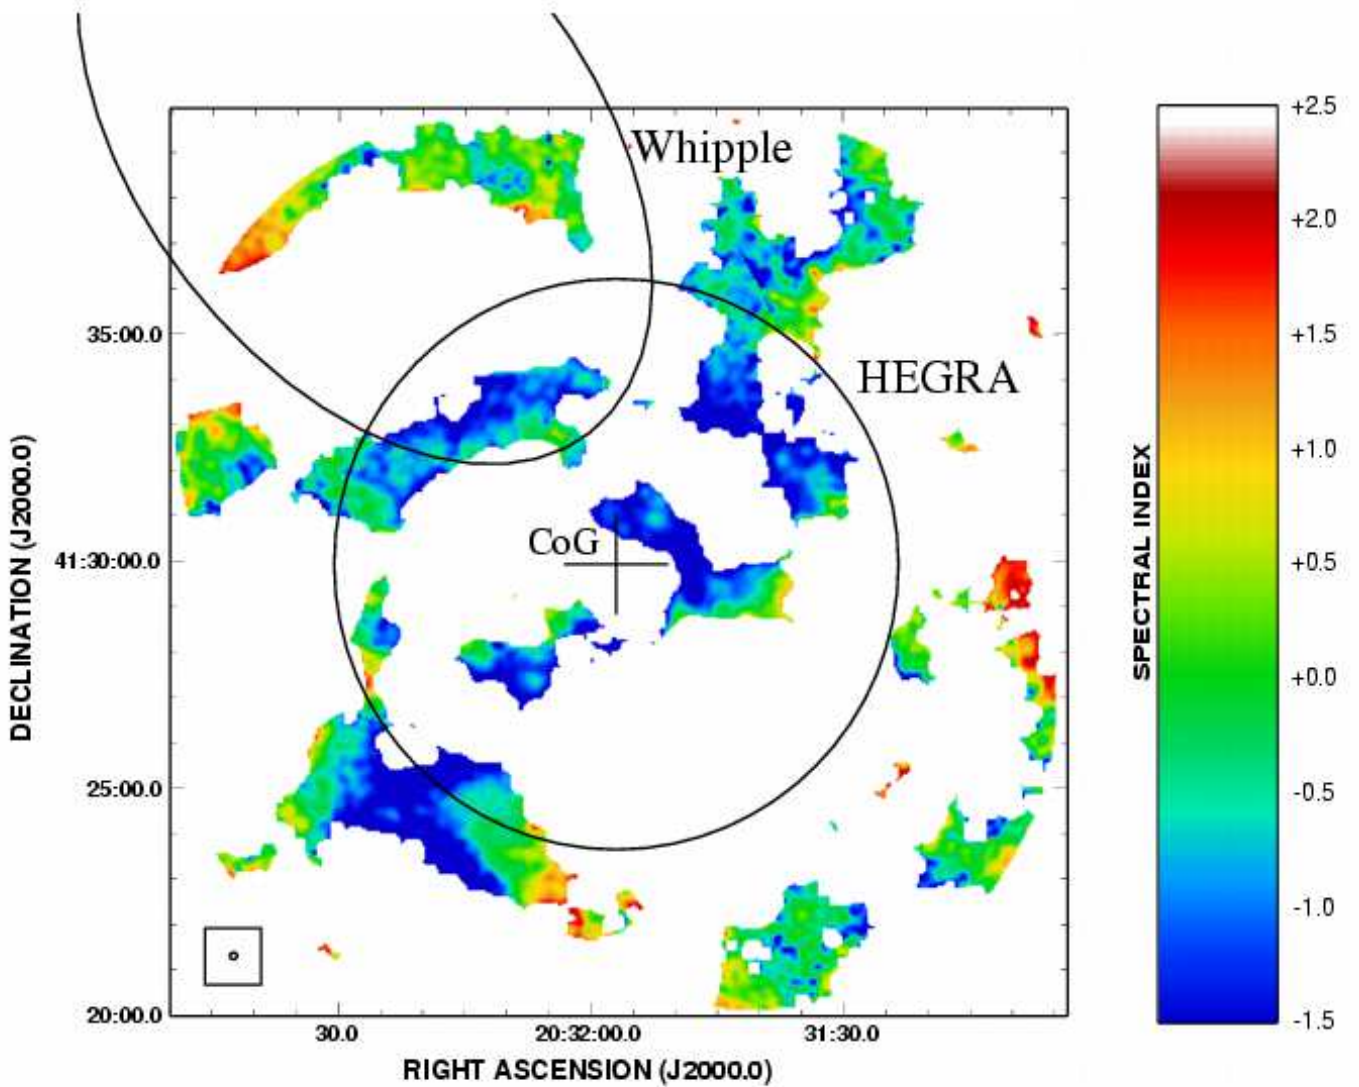 Whipple
HEGRA
CoG
35:00.0
41:30:00.0
25:00.0
20:00.0
DECLINATION (J2000.0)
30.0
20:32:00.0
31:30.0
RIGHT ASCENSION (J2000.0)
SPECTRAL INDEX
+2.5
+2.0
+1.5
+1.0
+0.5
+0.0
-0.5
-1.0
-1.5